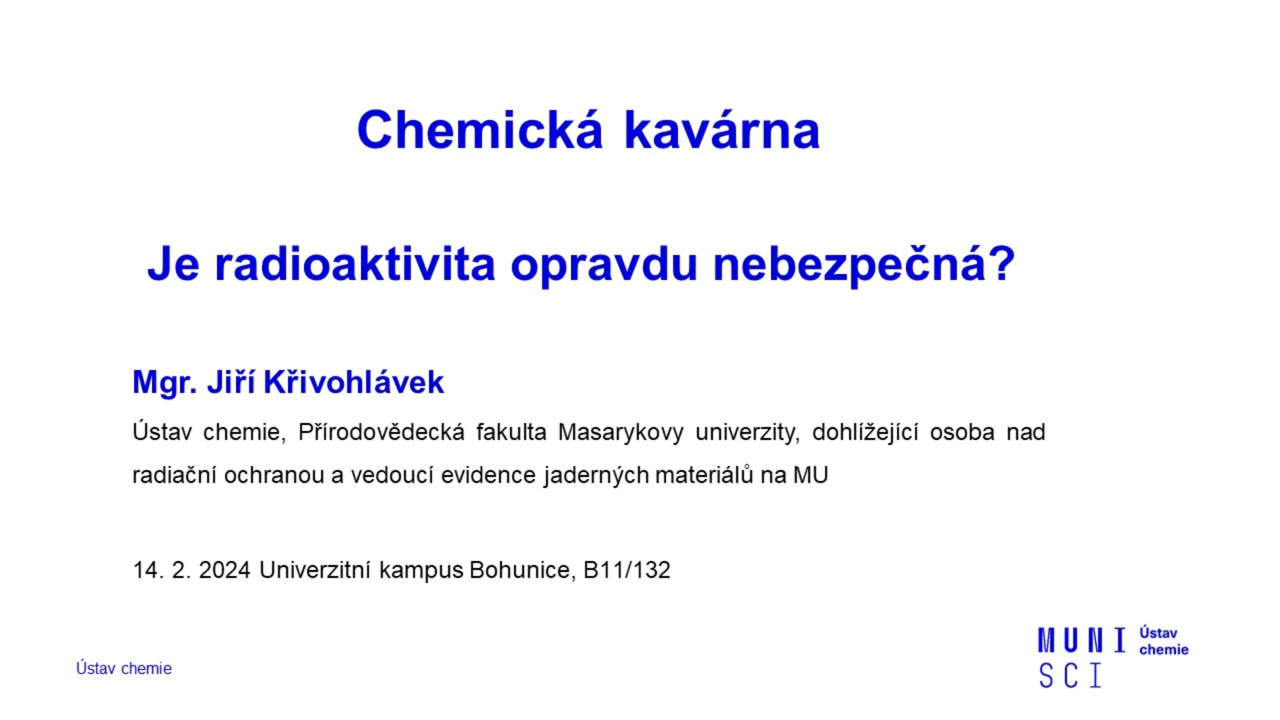 Chemická kavárna
Je radioaktivita opravdu nebezpečná?
Mgr. Jiří Křivohlávek
Ústav chemie, Přírodovědecká fakulta Masarykovy univerzity, dohlížející osoba nad
radiační ochranou a vedoucí evidence jaderných materiálů na MU
14. 2. 2024 Univerzitní kampus Bohunice, B11/132
Ústav chemie
MUNI
SCI
Ústav
chemie